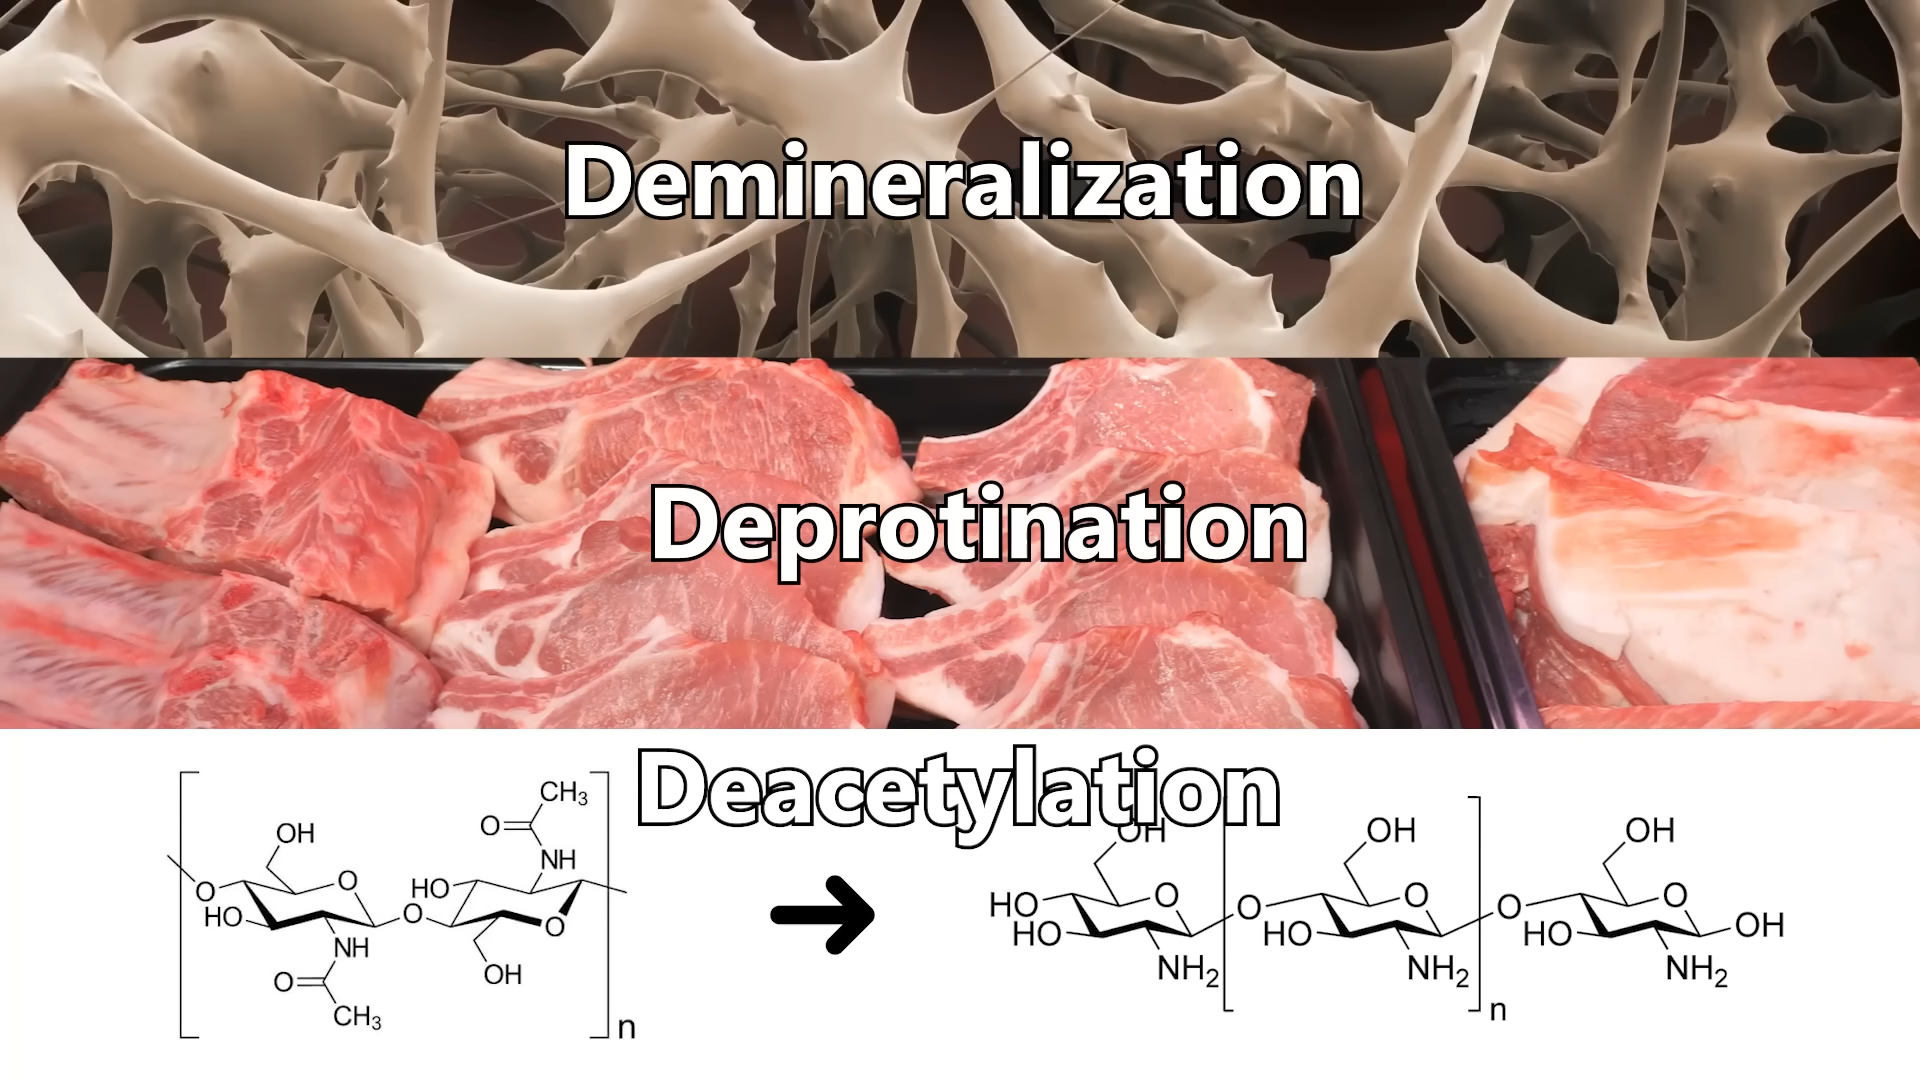 Demineralization
Deprotination
Deacetylation
CH3
OH
O
NH
O
HO
O
HO
O
O
NH
OH
O
CH3
n
OH
OH
OH
O
O
O
HO
O
O
HO
HO
HO
OH
NH2
NH2
NH2
n